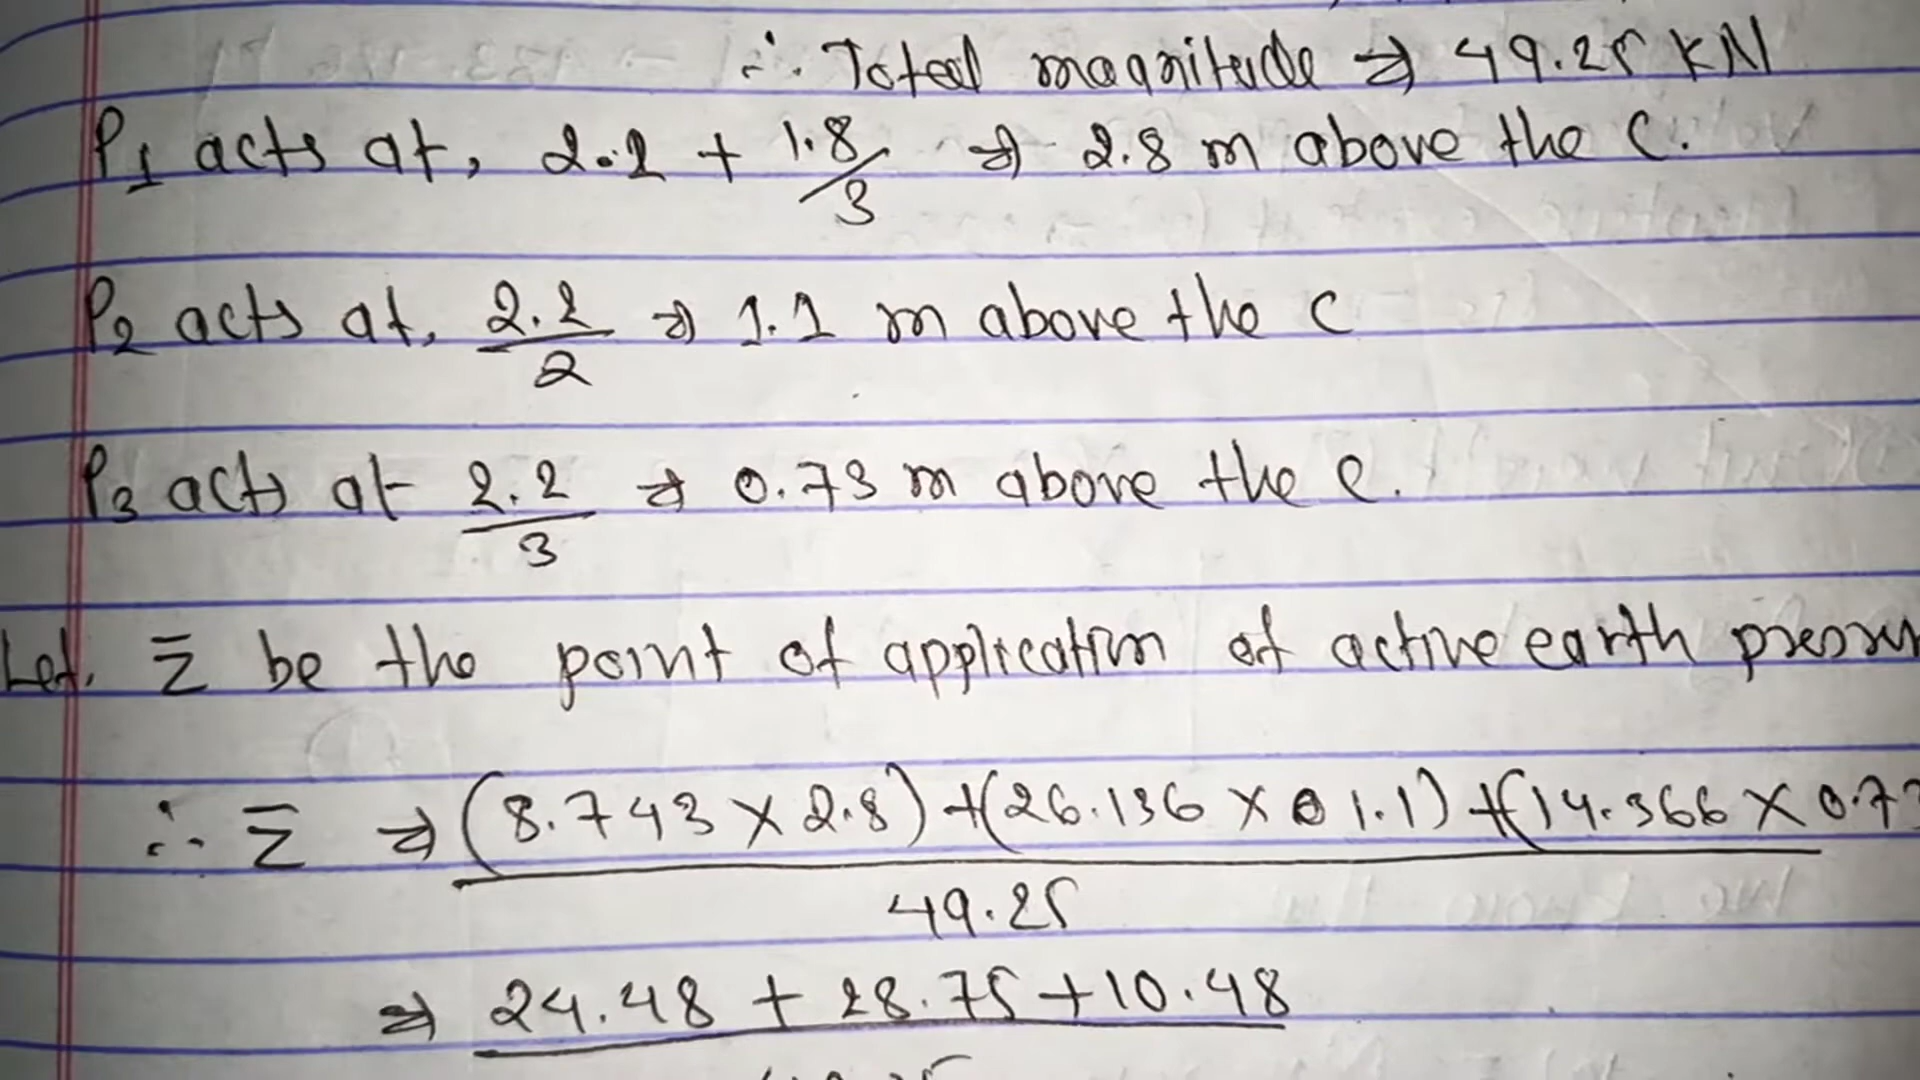 ∴ Total magnitude ⇒ 49.25 KN
P1 acts at, 2.2 + 1.8/3 ⇒ 2.8 m above the C.
P2 acts at, 2.2/2 ⇒ 1.1 m above the C
P3 acts at 2.2/3 ⇒ 0.73 m above the C.
Let, z̄ be the point of application of active earth pressur
∴ z̄ ⇒ (8.743 × 2.8) + (26.136 × 1.1) + (14.366 × 0.73
49.25
⇒ 24.48 + 28.75 + 10.48